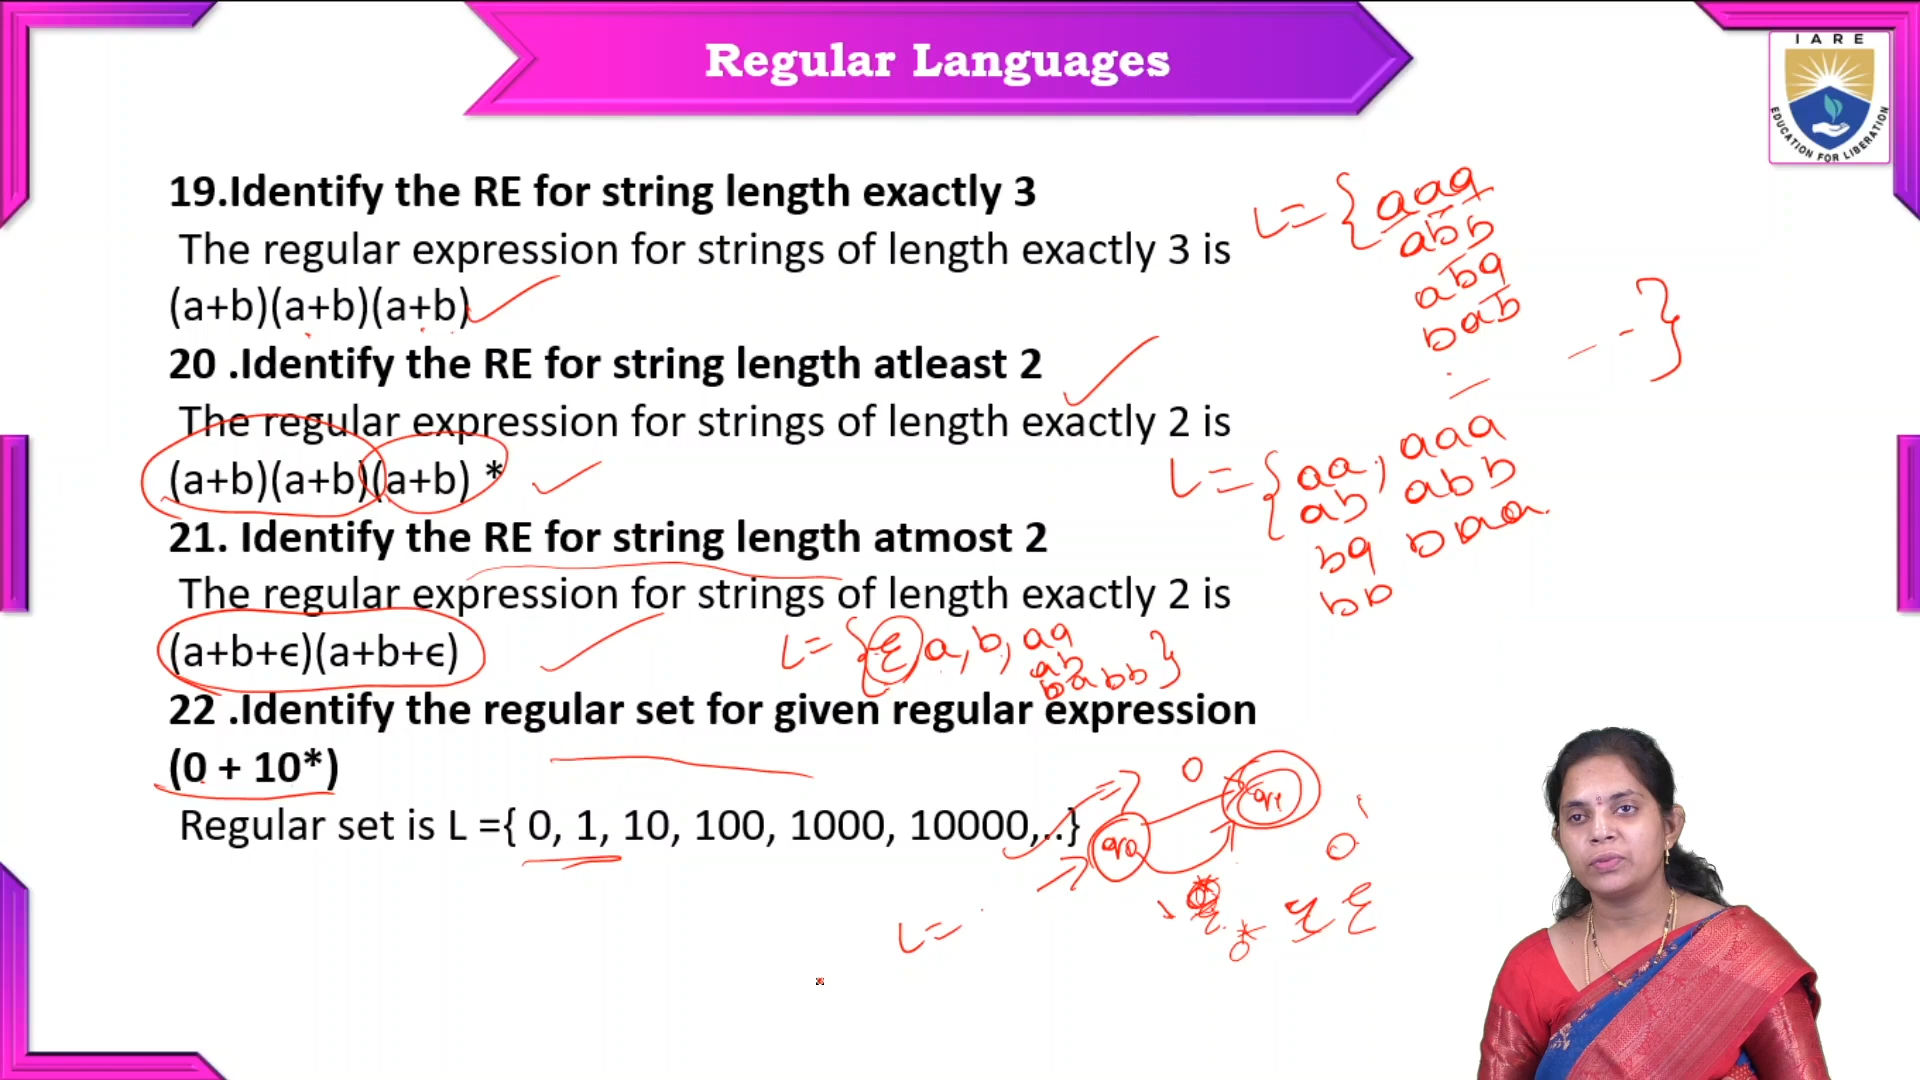 Regular Languages
IARE
EDUCATION FOR LIBERATION
19.Identify the RE for string length exactly 3
The regular expression for strings of length exactly 3 is
(a+b)(a+b)(a+b)
L={aaa
abb
aba
bab
--}
20 .Identify the RE for string length atleast 2
The regular expression for strings of length exactly 2 is
(a+b)(a+b)(a+b) *
L={aa, aaa
ab abb
ba baa
bb
21. Identify the RE for string length atmost 2
The regular expression for strings of length exactly 2 is
(a+b+ϵ)(a+b+ϵ)
L={ε a, b, aa
ab
ba bb}
22 .Identify the regular set for given regular expression
(0 + 10*)
Regular set is L ={ 0, 1, 10, 100, 1000, 10000,..}
0
q1
q0
L=